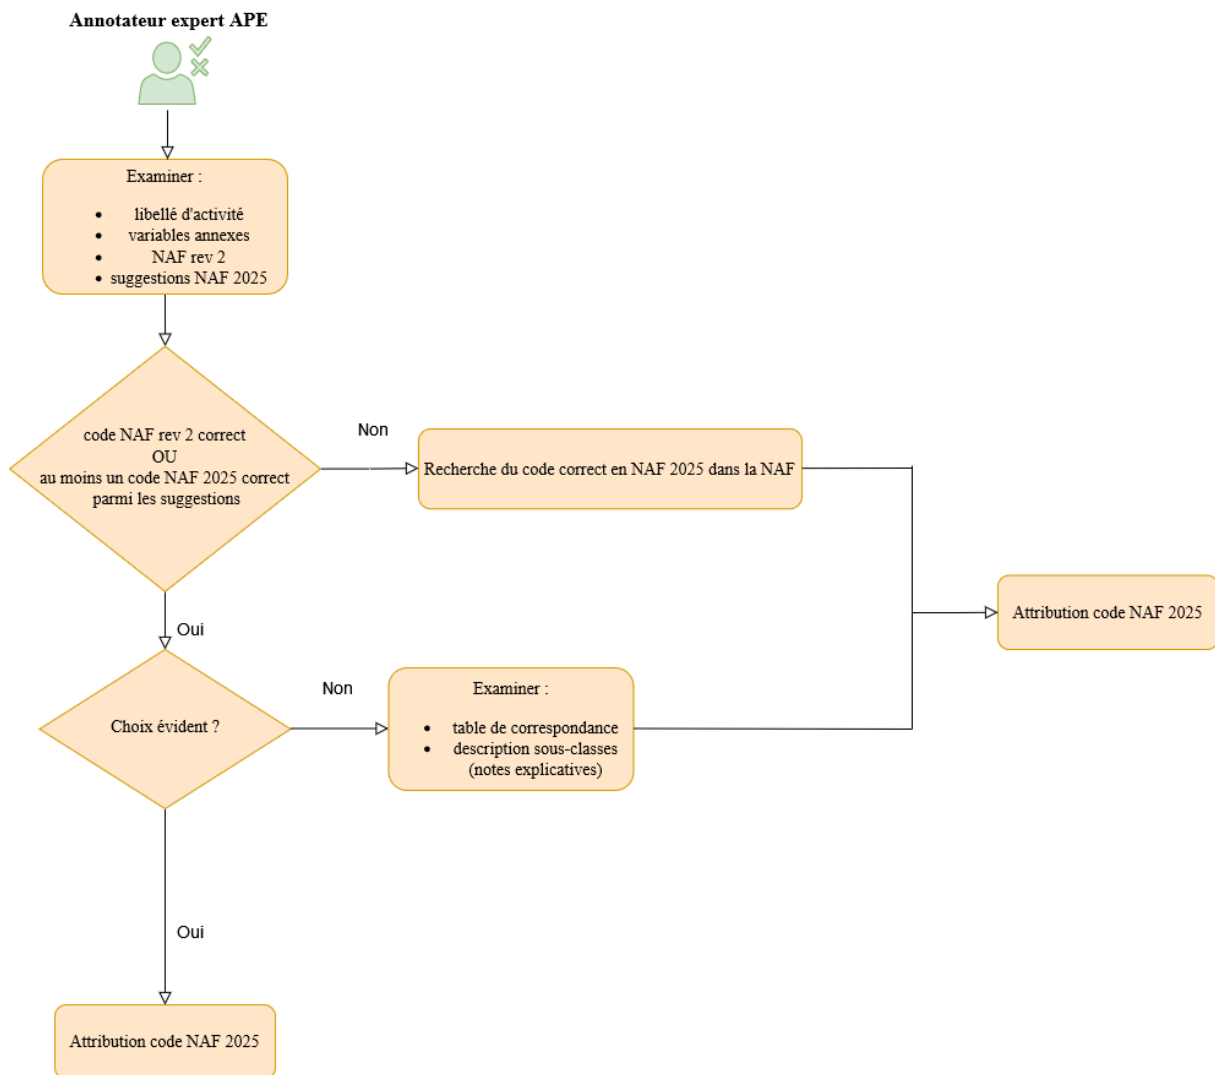 Annotateur expert APE
Examiner :
libellé d'activité
variables annexes
NAF rev 2
suggestions NAF 2025
code NAF rev 2 correct
OU
au moins un code NAF 2025 correct
parmi les suggestions
Non
Recherche du code correct en NAF 2025 dans la NAF
Attribution code NAF 2025
Oui
Choix évident ?
Non
Examiner :
table de correspondance
description sous-classes
(notes explicatives)
Oui
Attribution code NAF 2025